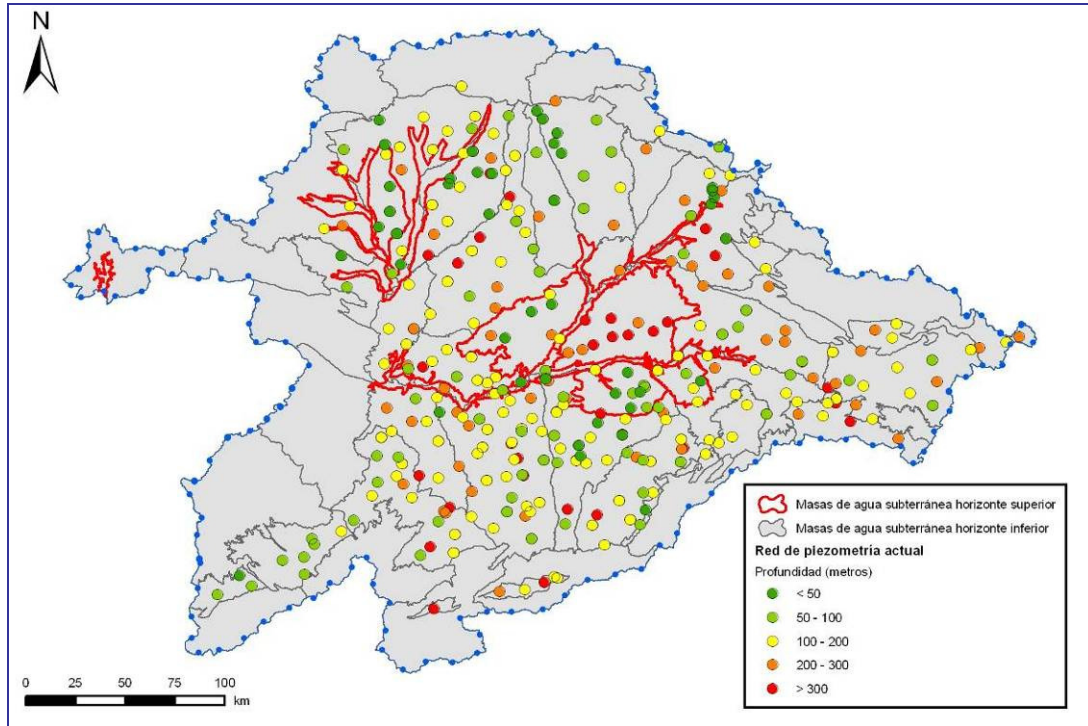 N
Masas de agua subterránea horizonte superior
Masas de agua subterránea horizonte inferior
Red de piezometría actual
Profundidad (metros)
< 50
50 - 100
100 - 200
200 - 300
> 300
0 25 50 75 100
km